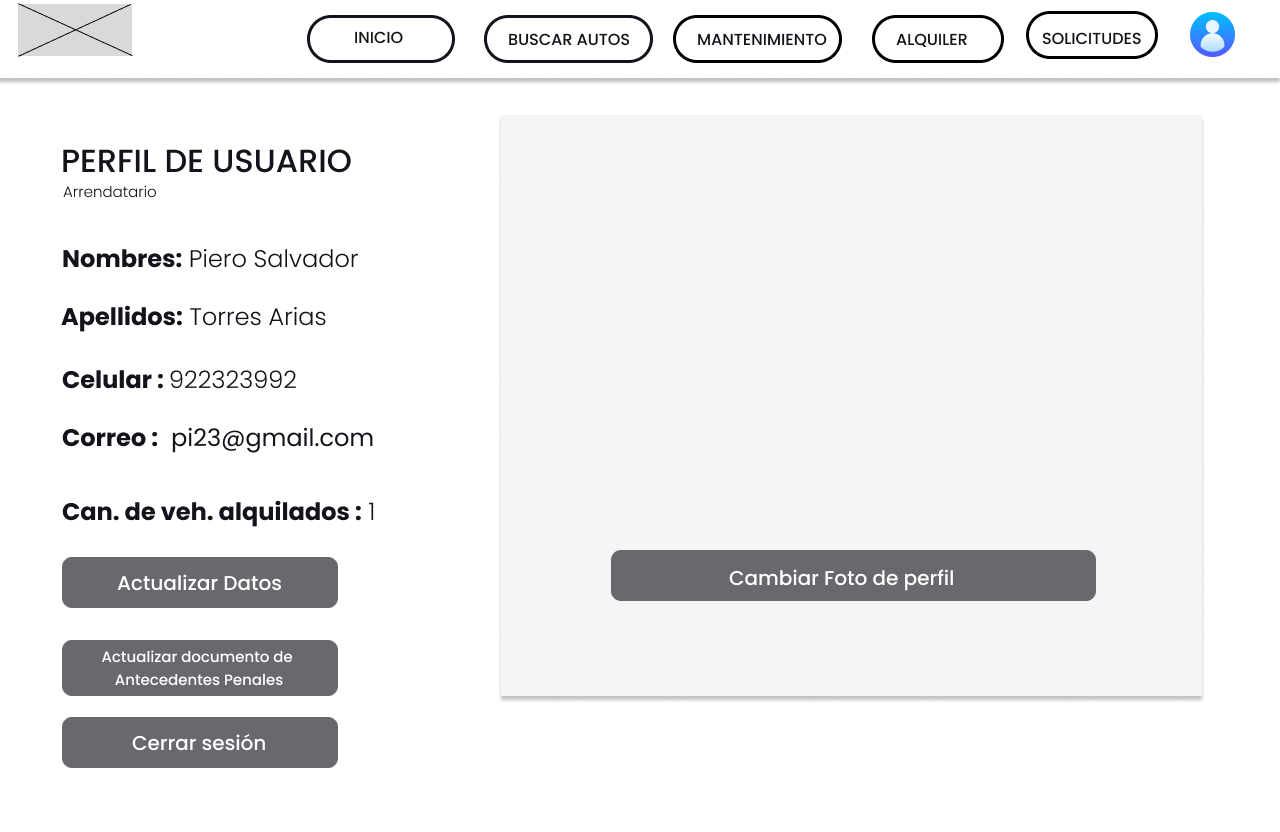 INICIO
BUSCAR AUTOS
MANTENIMIENTO
ALQUILER
SOLICITUDES
PERFIL DE USUARIO
Arrendatario
Nombres: Piero Salvador
Apellidos: Torres Arias
Celular : 922323992
Correo : pi23@gmail.com
Can. de veh. alquilados : 1
Actualizar Datos
Actualizar documento de
Antecedentes Penales
Cerrar sesión
Cambiar Foto de perfil